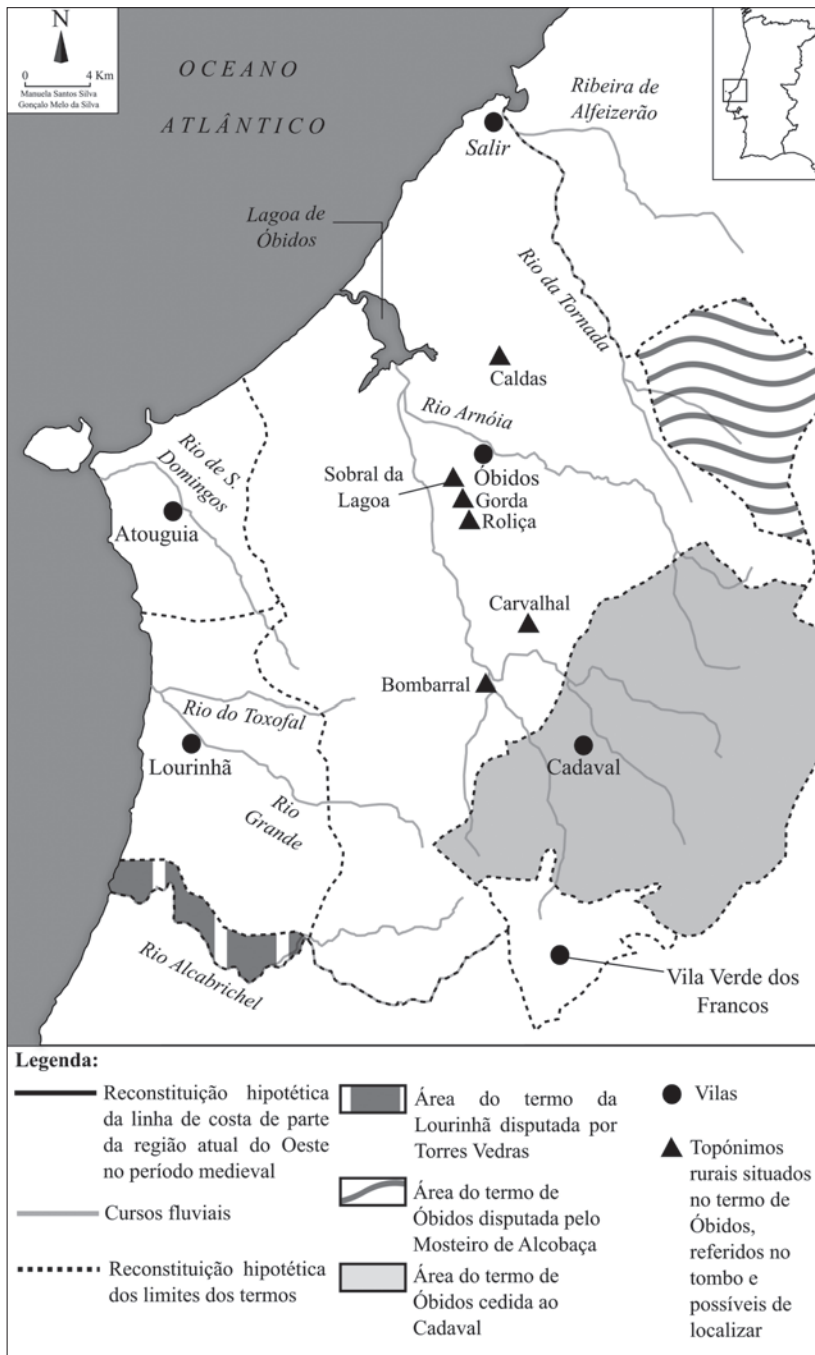 N
0 4 Km
Manuela Santos Silva
Gonçalo Melo da Silva
OCEANO
ATLÂNTICO
Ribeira de
Alfeizerão
Salir
Lagoa de
Óbidos
Rio da Tornada
Caldas
Rio Arnóia
Rio de S.
Domingos
Sobral da
Lagoa
Óbidos
Gorda
Roliça
Atouguia
Carvalhal
Bombarral
Rio do Toxofal
Lourinhã
Cadaval
Rio
Grande
Rio Alcabrichel
Vila Verde dos
Francos
Legenda:
Reconstituição hipotética
da linha de costa de parte
da região atual do Oeste
no período medieval
Cursos fluviais
Reconstituição hipotética
dos limites dos termos
Área do termo da
Lourinhã disputada por
Torres Vedras
Área do termo de
Óbidos disputada pelo
Mosteiro de Alcobaça
Área do termo de
Óbidos cedida ao
Cadaval
Vilas
Topónimos
rurais situados
no termo de
Óbidos,
referidos no
tombo e
possíveis de
localizar